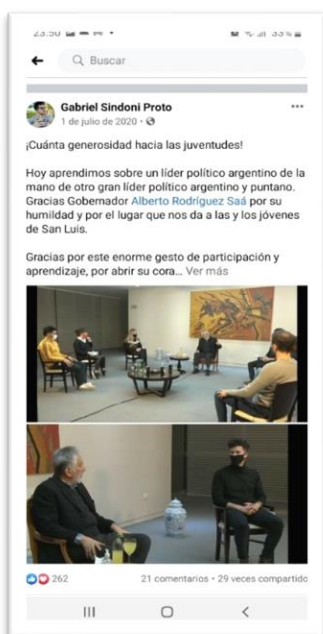 23:50
33%
Buscar
Gabriel Sindoni Proto
1 de julio de 2020 ·
¡Cuánta generosidad hacia las juventudes!
Hoy aprendimos sobre un líder político argentino de la
mano de otro gran líder político argentino y puntano.
Gracias Gobernador Alberto Rodríguez Saá por su
humildad y por el lugar que nos da a las y los jóvenes
de San Luis.
Gracias por este enorme gesto de participación y
aprendizaje, por abrir su cora... Ver más
262
21 comentarios • 29 veces compartido